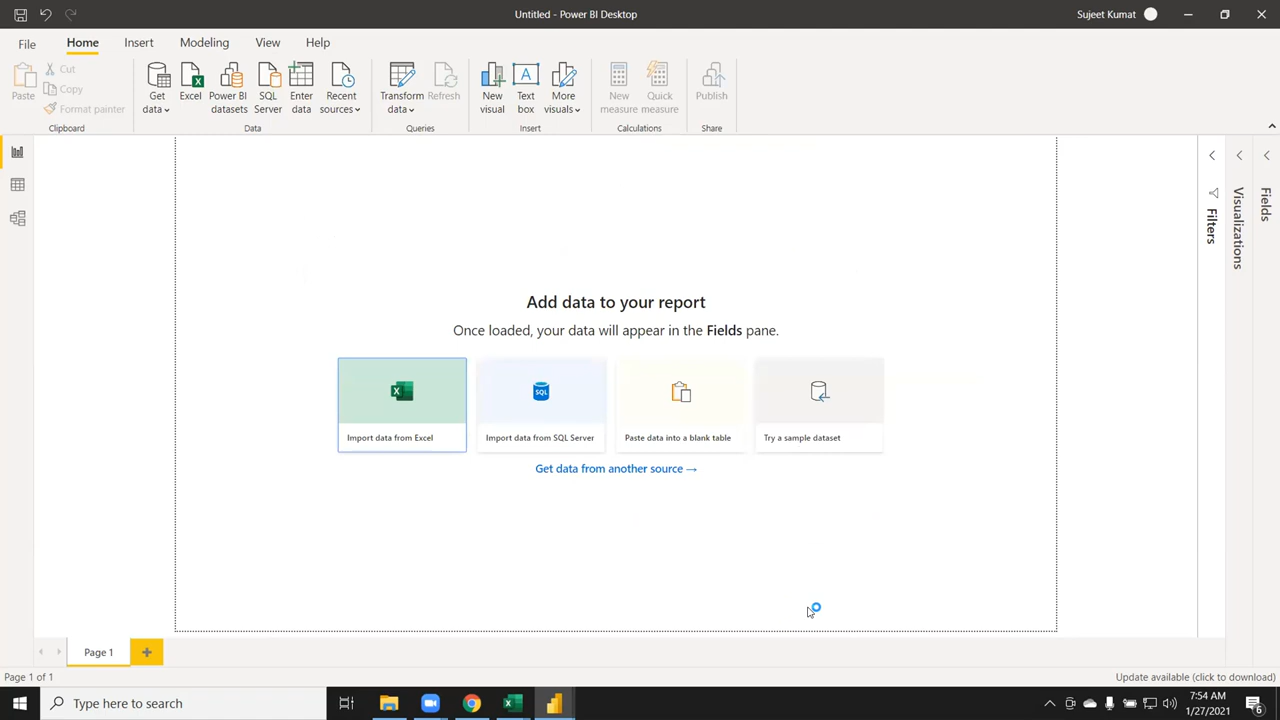 Untitled - Power BI Desktop
Sujeet Kumat
File
Home
Insert
Modeling
View
Help
Paste
Cut
Copy
Format painter
Clipboard
Get data
Excel
Power BI datasets
SQL Server
Enter data
Recent sources
Data
Transform data
Refresh
Queries
New visual
A
Text box
More visuals
Insert
New measure
Quick measure
Calculations
Publish
Share
Filters
Visualizations
Fields
Add data to your report
Once loaded, your data will appear in the Fields pane.
X
SQL
Import data from Excel
Import data from SQL Server
Paste data into a blank table
Try a sample dataset
Get data from another source →
Page 1
Page 1 of 1
Update available (click to download)
Type here to search
X
7:54 AM
1/27/2021
6